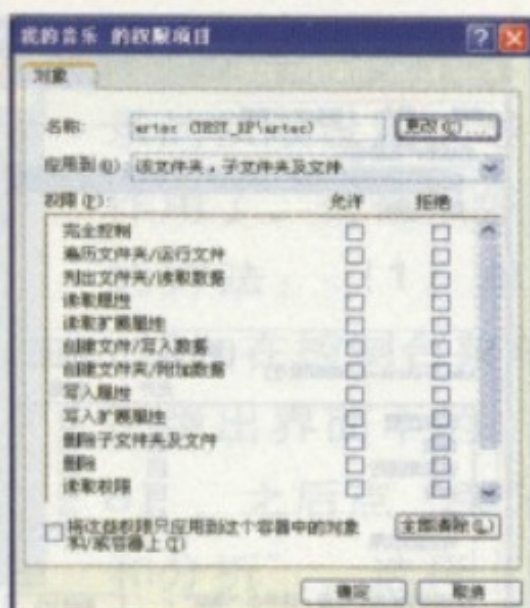 我的音乐 的权限项目
对象
名称: artec (TEST_XP\artec) 更改(C)...
应用到(O): 该文件夹，子文件夹及文件
权限(P): 允许 拒绝
完全控制
遍历文件夹/运行文件
列出文件夹/读取数据
读取属性
读取扩展属性
创建文件/写入数据
创建文件夹/附加数据
写入属性
写入扩展属性
删除子文件夹及文件
删除
读取权限
将这些权限只应用到这个容器中的对象
和/或容器上(T)
全部清除(L)
确定 取消